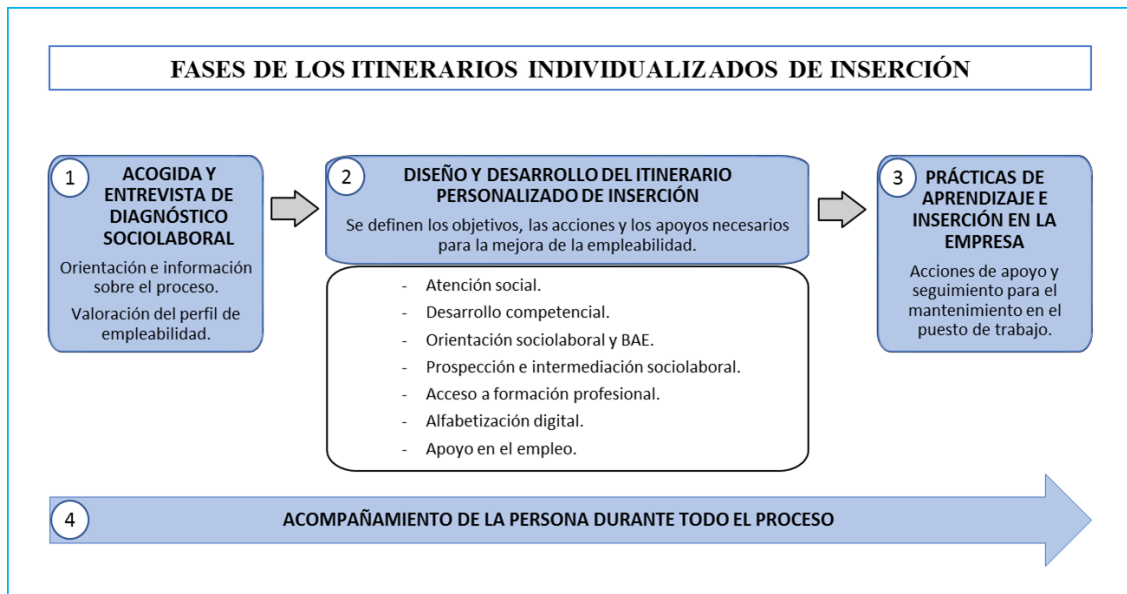 FASES DE LOS ITINERARIOS INDIVIDUALIZADOS DE INSERCIÓN
1
ACOGIDA Y
ENTREVISTA DE
DIAGNÓSTICO
SOCIOLABORAL
Orientación e información
sobre el proceso.
Valoración del perfil de
empleabilidad.
2
DISEÑO Y DESARROLLO DEL ITINERARIO
PERSONALIZADO DE INSERCIÓN
Se definen los objetivos, las acciones y los apoyos necesarios
para la mejora de la empleabilidad.
- Atención social.
- Desarrollo competencial.
- Orientación sociolaboral y BAE.
- Prospección e intermediación sociolaboral.
- Acceso a formación profesional.
- Alfabetización digital.
- Apoyo en el empleo.
3
PRÁCTICAS DE
APRENDIZAJE E
INSERCIÓN EN LA
EMPRESA
Acciones de apoyo y
seguimiento para el
mantenimiento en el
puesto de trabajo.
4
ACOMPAÑAMIENTO DE LA PERSONA DURANTE TODO EL PROCESO